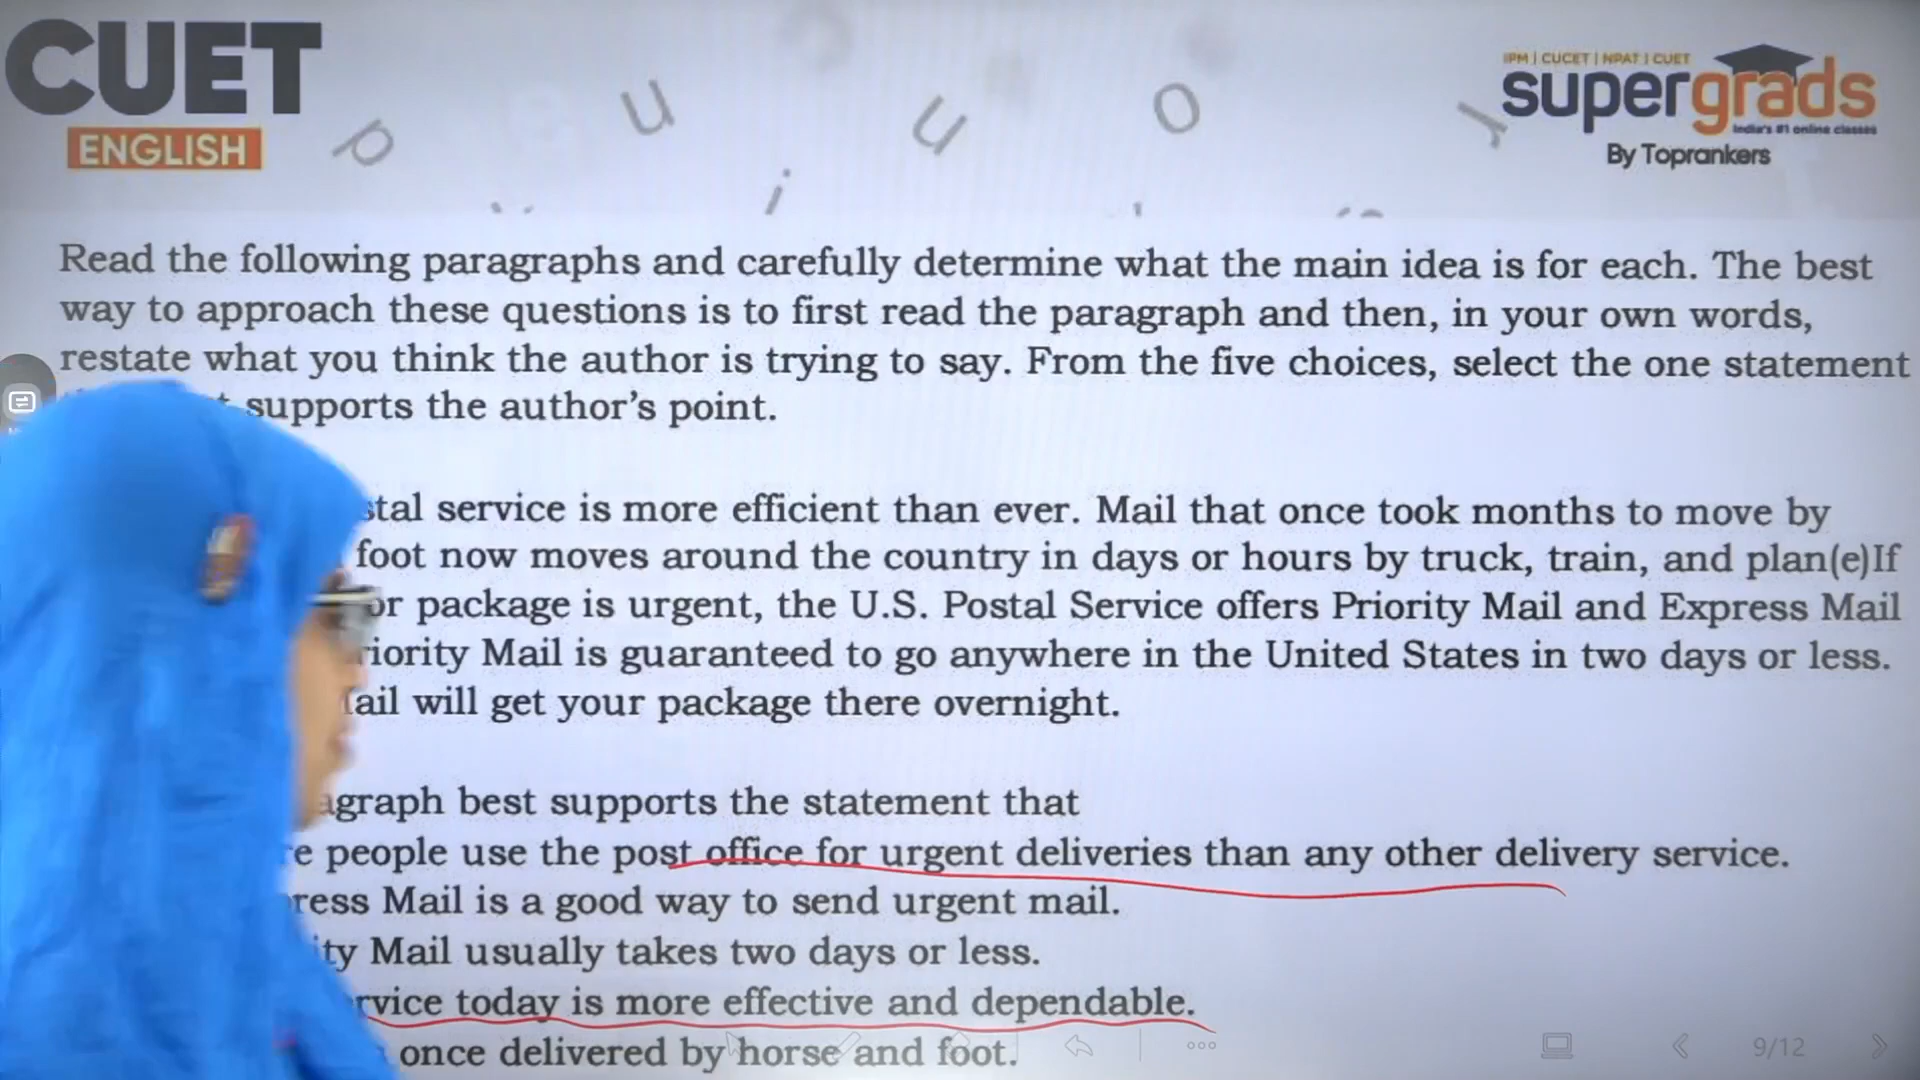 CUET
ENGLISH
p
u
i
u
o
IPM | CUCET | NPAT | CUET
supergrads
India's #1 online classes
By Toprankers
Read the following paragraphs and carefully determine what the main idea is for each. The best
way to approach these questions is to first read the paragraph and then, in your own words,
restate what you think the author is trying to say. From the five choices, select the one statement
supports the author's point.
service is more efficient than ever. Mail that once took months to move by
foot now moves around the country in days or hours by truck, train, and plan(e)If
or package is urgent, the U.S. Postal Service offers Priority Mail and Express Mail
Mail is guaranteed to go anywhere in the United States in two days or less.
will get your package there overnight.
best supports the statement that
people use the post office for urgent deliveries than any other delivery service.
Mail is a good way to send urgent mail.
Mail usually takes two days or less.
today is more effective and dependable.
once delivered by horse and foot.
9/12